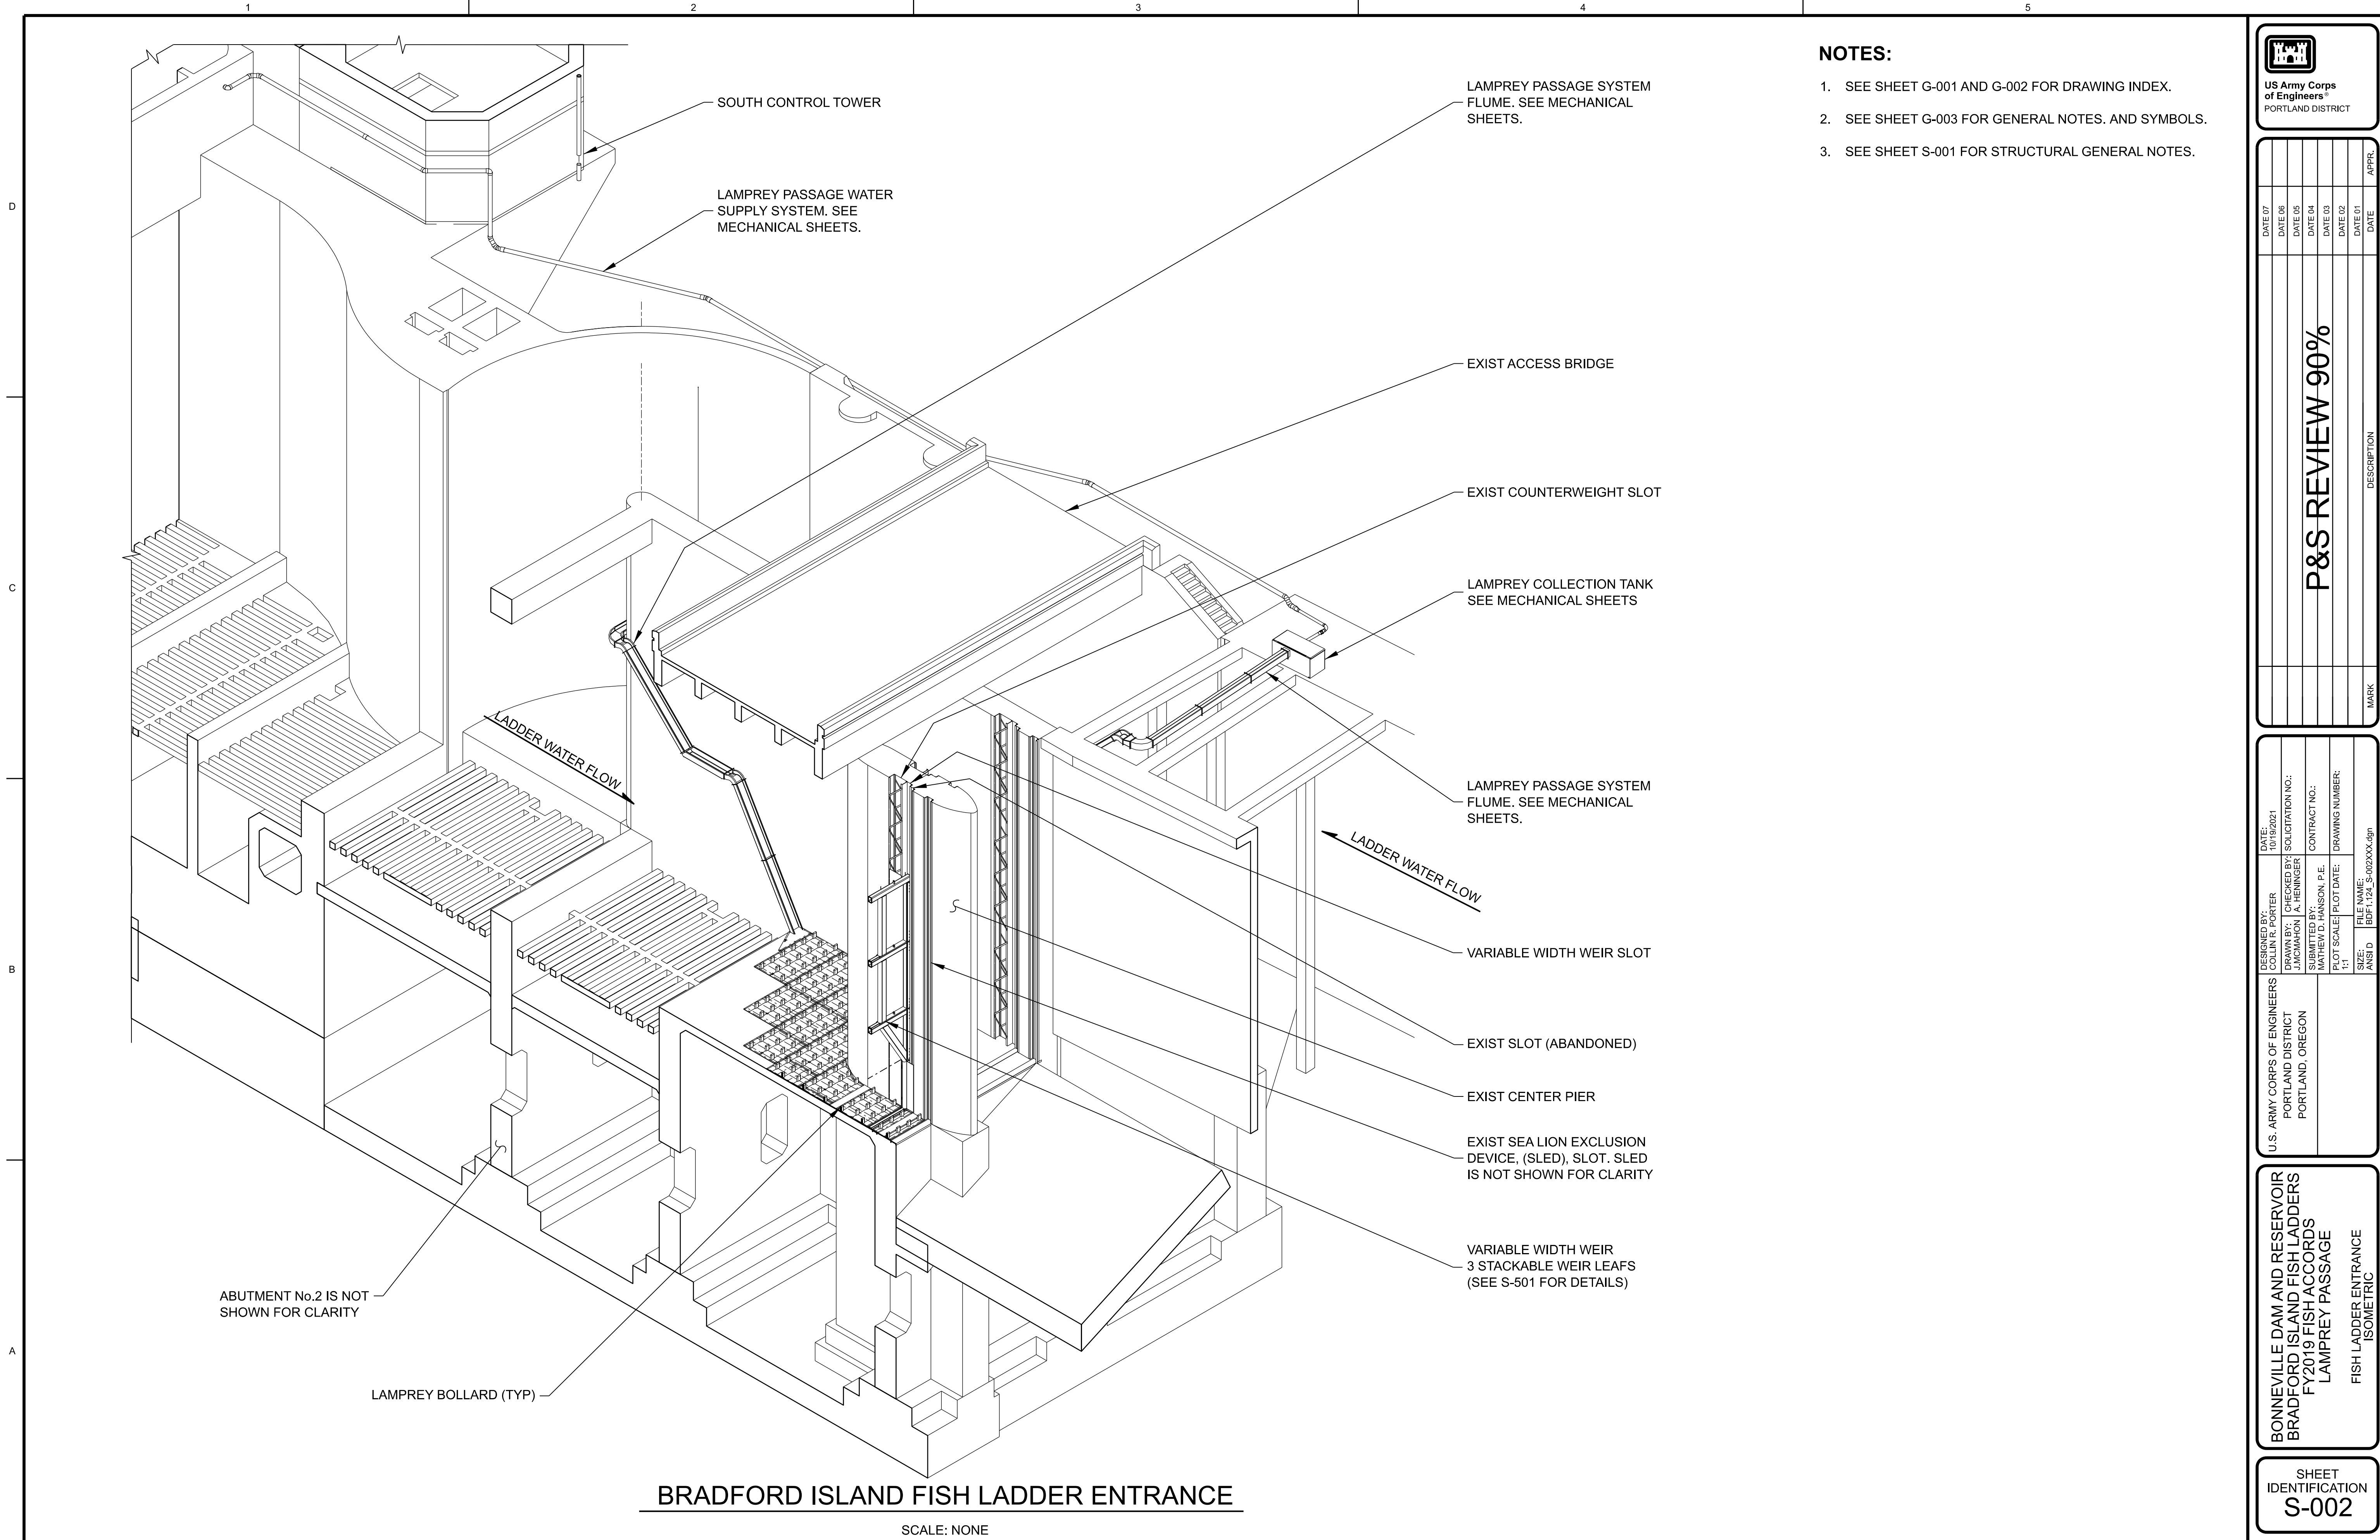 1
2
3
4
5
D
C
B
A
SOUTH CONTROL TOWER
LAMPREY PASSAGE WATER
SUPPLY SYSTEM. SEE
MECHANICAL SHEETS.
LAMPREY PASSAGE SYSTEM
FLUME. SEE MECHANICAL
SHEETS.
EXIST ACCESS BRIDGE
EXIST COUNTERWEIGHT SLOT
LAMPREY COLLECTION TANK
SEE MECHANICAL SHEETS
LADDER WATER FLOW
LAMPREY PASSAGE SYSTEM
FLUME. SEE MECHANICAL
SHEETS.
LADDER WATER FLOW
VARIABLE WIDTH WEIR SLOT
EXIST SLOT (ABANDONED)
EXIST CENTER PIER
EXIST SEA LION EXCLUSION
DEVICE, (SLED), SLOT. SLED
IS NOT SHOWN FOR CLARITY
VARIABLE WIDTH WEIR
3 STACKABLE WEIR LEAFS
(SEE S-501 FOR DETAILS)
ABUTMENT No.2 IS NOT
SHOWN FOR CLARITY
LAMPREY BOLLARD (TYP)
BRADFORD ISLAND FISH LADDER ENTRANCE
SCALE: NONE
NOTES:
1. SEE SHEET G-001 AND G-002 FOR DRAWING INDEX.
2. SEE SHEET G-003 FOR GENERAL NOTES. AND SYMBOLS.
3. SEE SHEET S-001 FOR STRUCTURAL GENERAL NOTES.
US Army Corps
of Engineers®
PORTLAND DISTRICT
DATE 07
DATE 06
DATE 05
DATE 04
DATE 03
DATE 02
DATE 01
MARK DESCRIPTION DATE APPR.
P&S REVIEW 90%
DESIGNED BY:
COLLIN R. PORTER
DATE:
10/19/2021
DRAWN BY:
J.MCMAHON
CHECKED BY:
A. HENINGER
SOLICITATION NO.:
SUBMITTED BY:
MATHEW D. HANSON, P.E.
CONTRACT NO.:
PLOT SCALE:
1:1
PLOT DATE:
DRAWING NUMBER:
SIZE:
ANSI D
FILE NAME:
BDF1.124_S-002XXX.dgn
U.S. ARMY CORPS OF ENGINEERS
PORTLAND DISTRICT
PORTLAND, OREGON
BONNEVILLE DAM AND RESERVOIR
BRADFORD ISLAND FISH LADDERS
FY2019 FISH ACCORDS
LAMPREY PASSAGE
FISH LADDER ENTRANCE
ISOMETRIC
SHEET
IDENTIFICATION
S-002